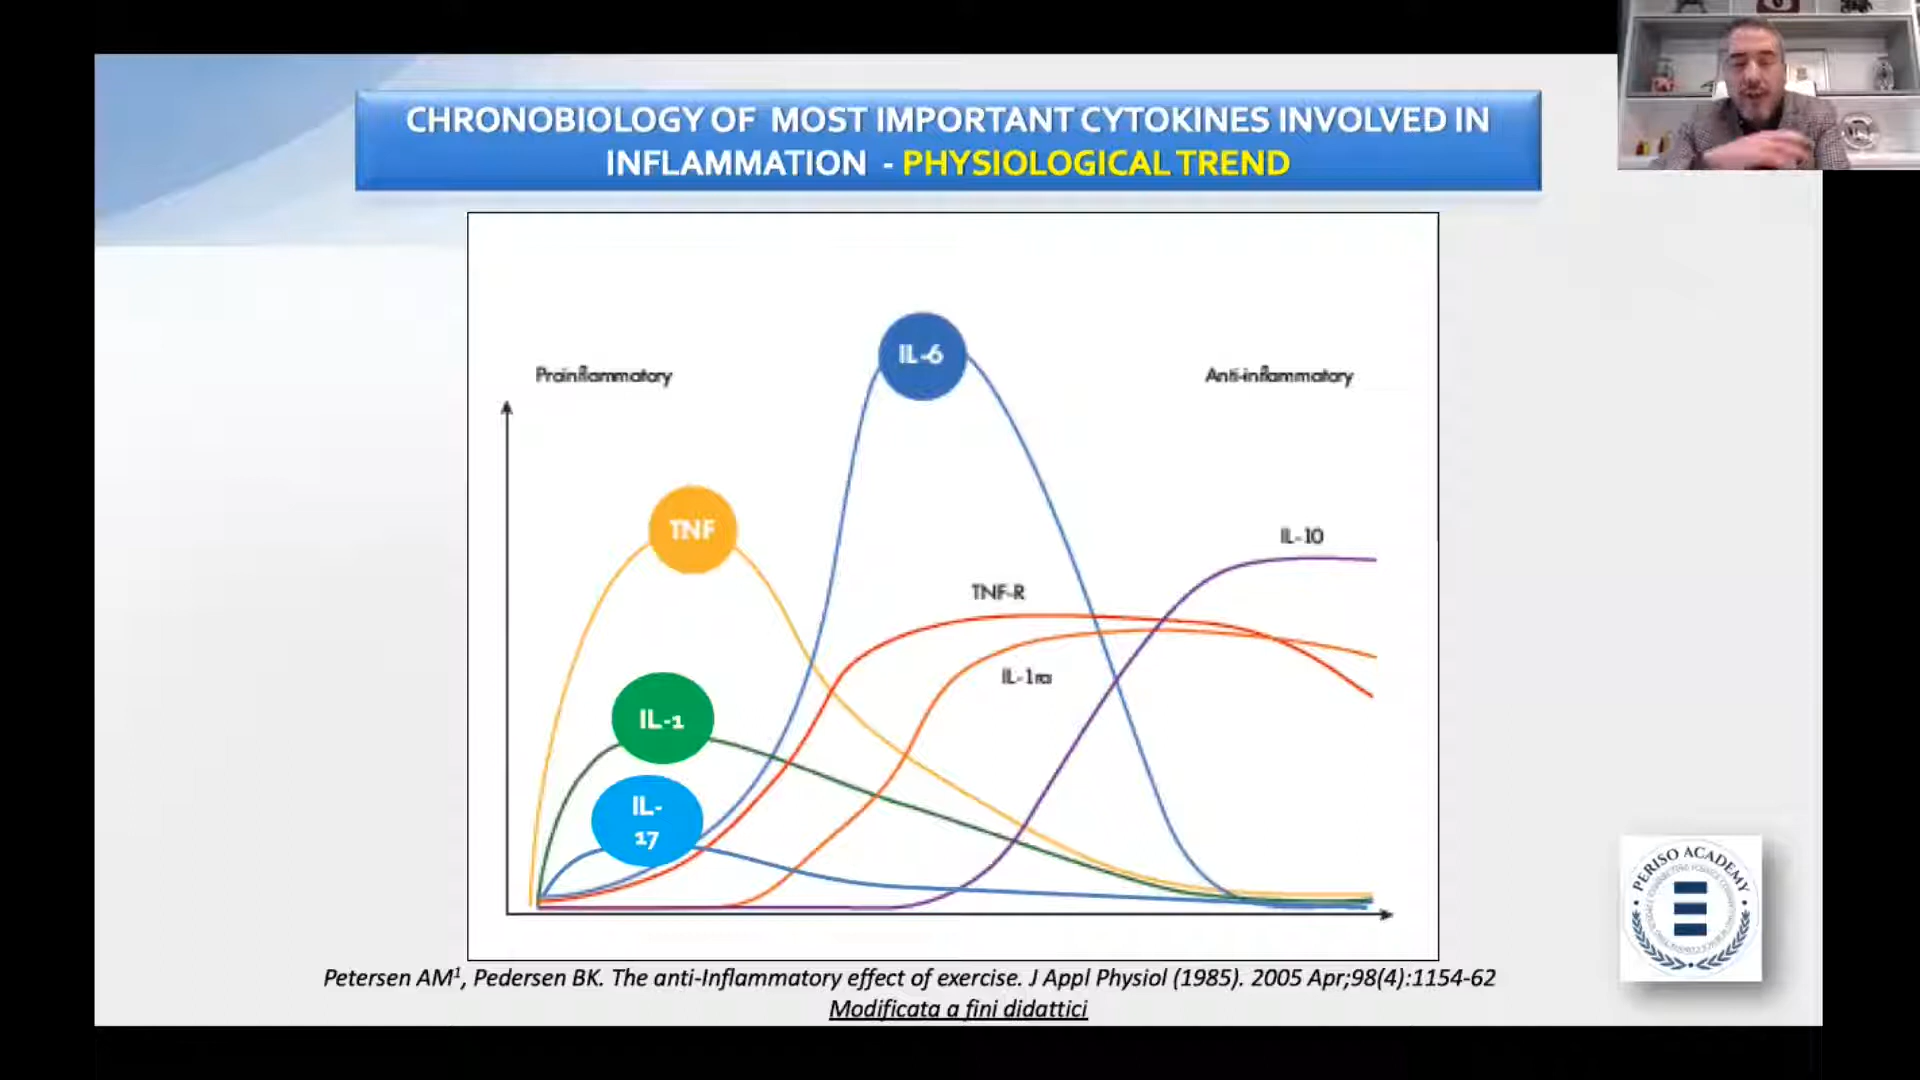 CHRONOBIOLOGY OF MOST IMPORTANT CYTOKINES INVOLVED IN
INFLAMMATION - PHYSIOLOGICAL TREND
IL-6
Proinflammatory
Anti-inflammatory
TNF
IL-10
TNF-R
IL-1ra
IL-1
IL-
17
PERISO ACADEMY
Petersen AM¹, Pedersen BK. The anti-Inflammatory effect of exercise. J Appl Physiol (1985). 2005 Apr;98(4):1154-62
Modificata a fini didattici